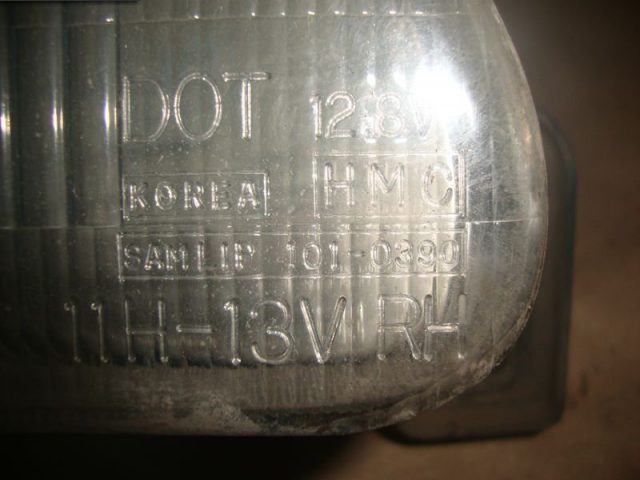 DOT 12.8V
KOREA HMC
SAMLIP 101-0390
11H-13V RH